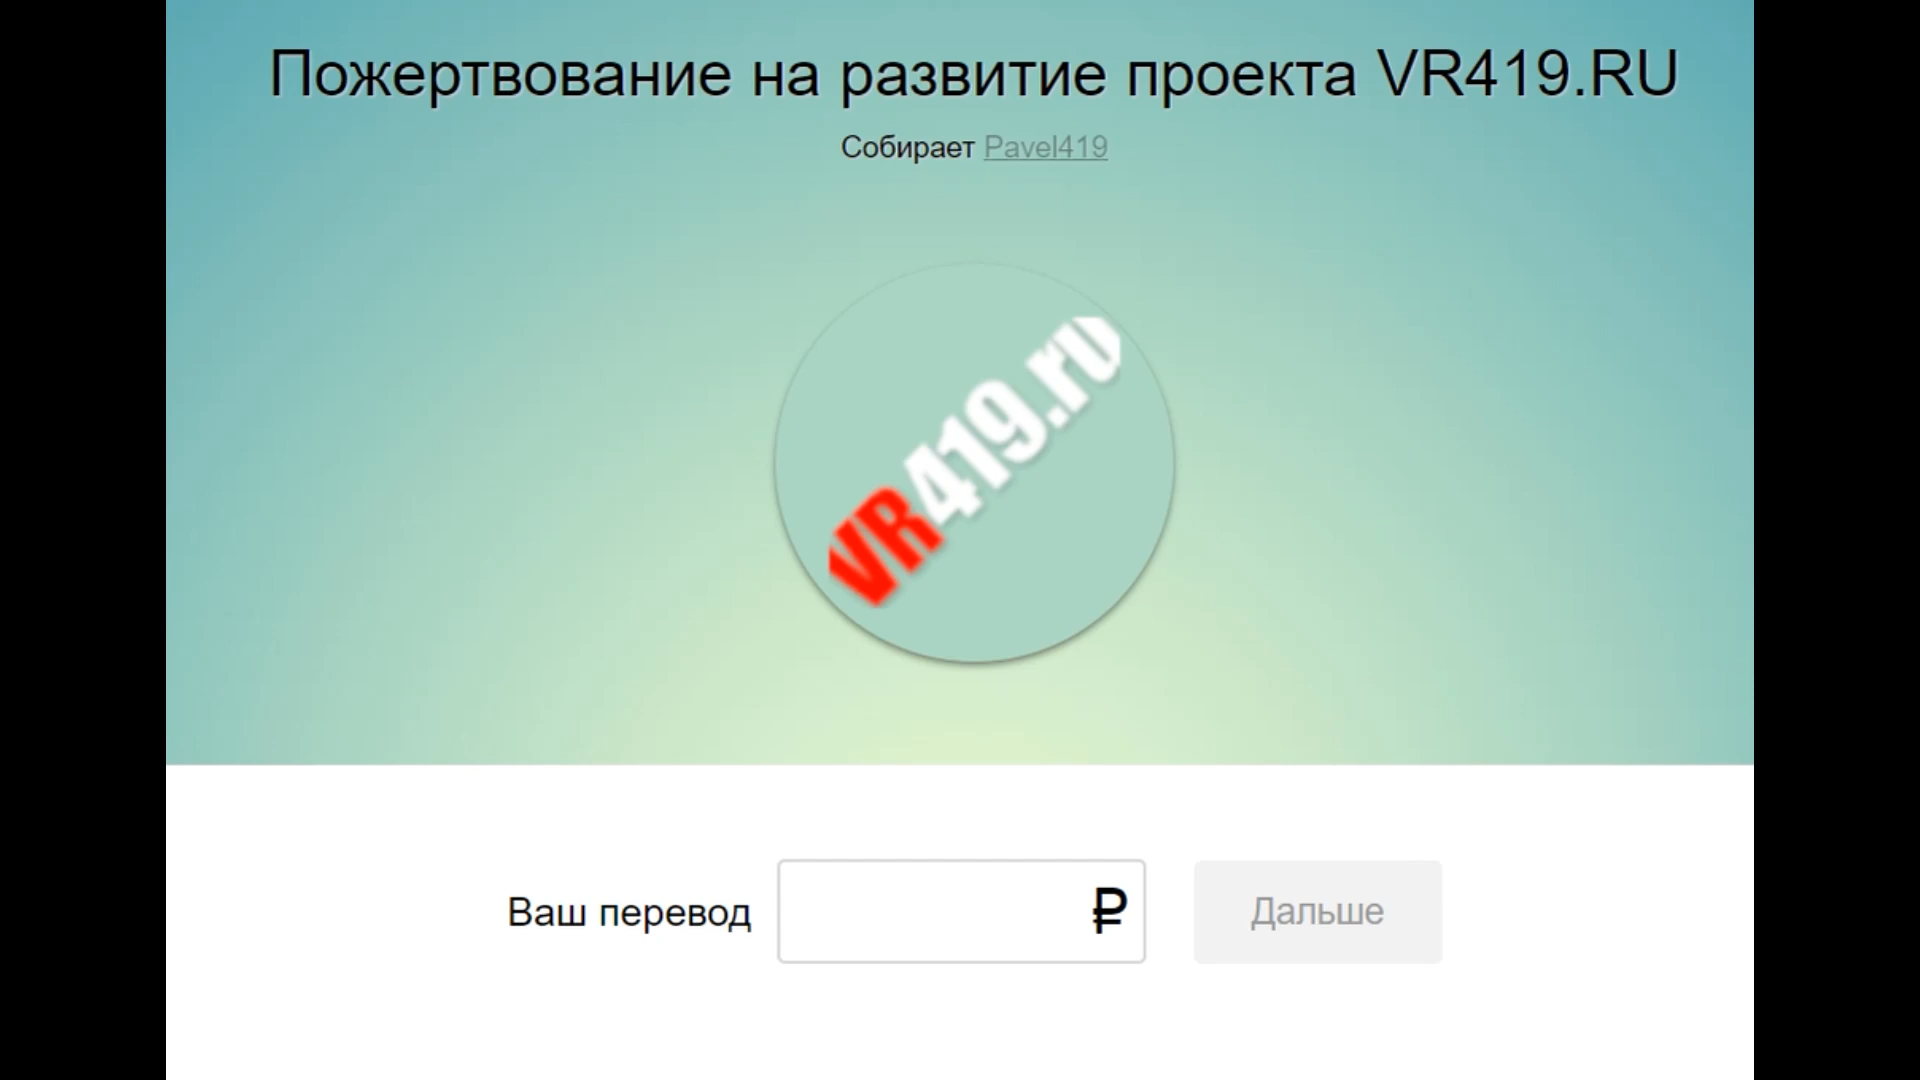 Пожертвование на развитие проекта VR419.RU
Собирает Pavel419
VR419.ru
Ваш перевод ₽ Дальше